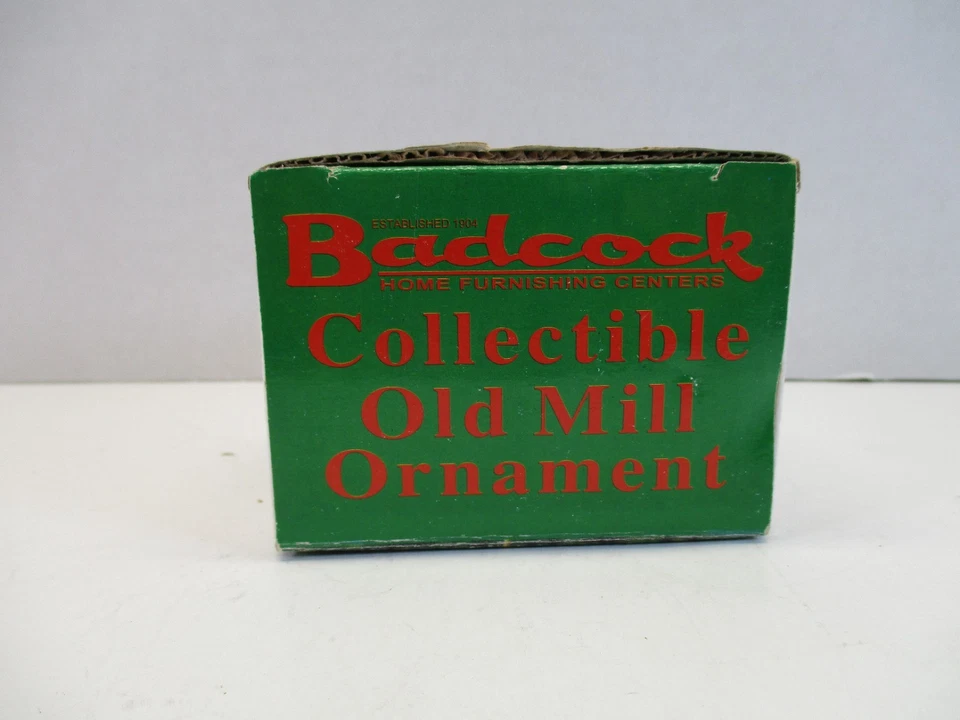 ESTABLISHED 1904
Badcock
HOME FURNISHING CENTERS
Collectible
Old Mill
Ornament